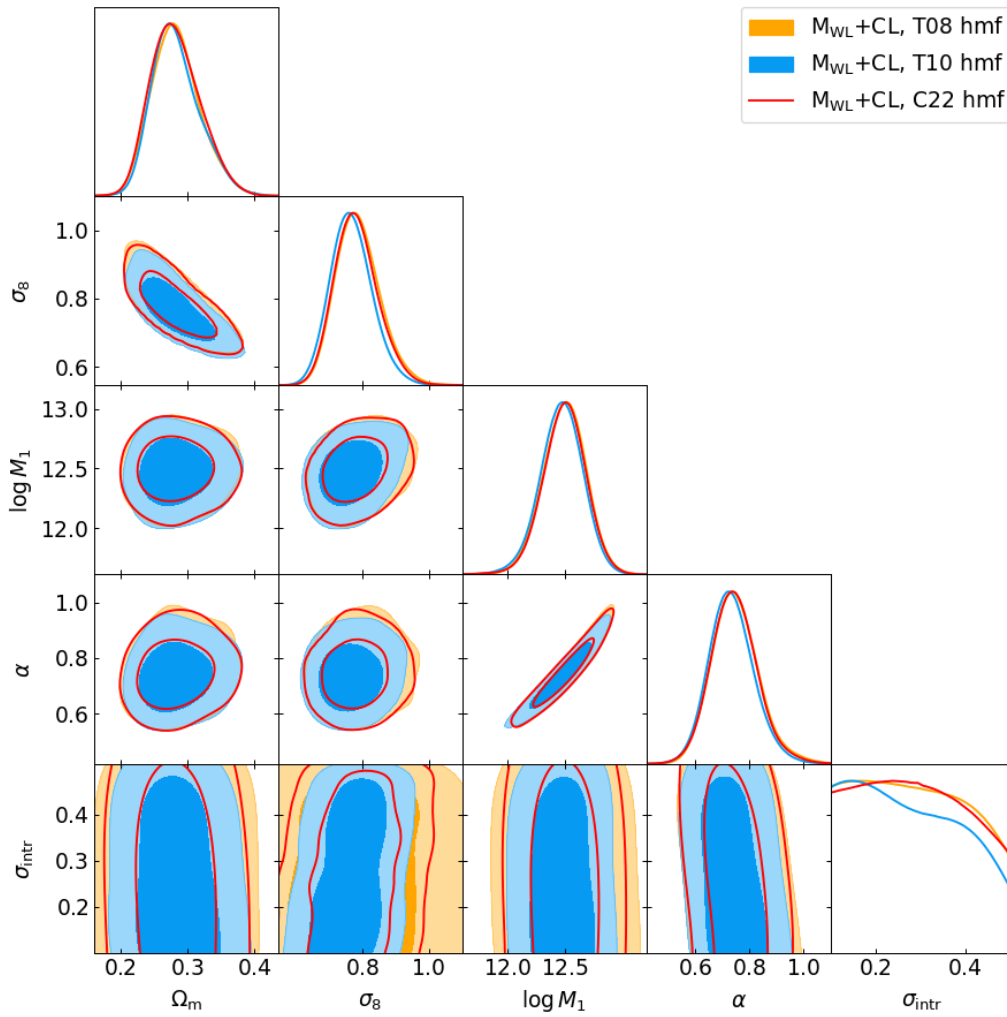 M_WL+CL, T08 hmf
M_WL+CL, T10 hmf
M_WL+CL, C22 hmf
1.0
σ_8
0.8
0.6
13.0
log M_1
12.5
12.0
1.0
α
0.8
0.6
0.4
σ_intr
0.3
0.2
0.2 0.3 0.4 0.8 1.0 12.0 12.5 0.6 0.8 1.0 0.2 0.4
Ω_m σ_8 log M_1 α σ_intr